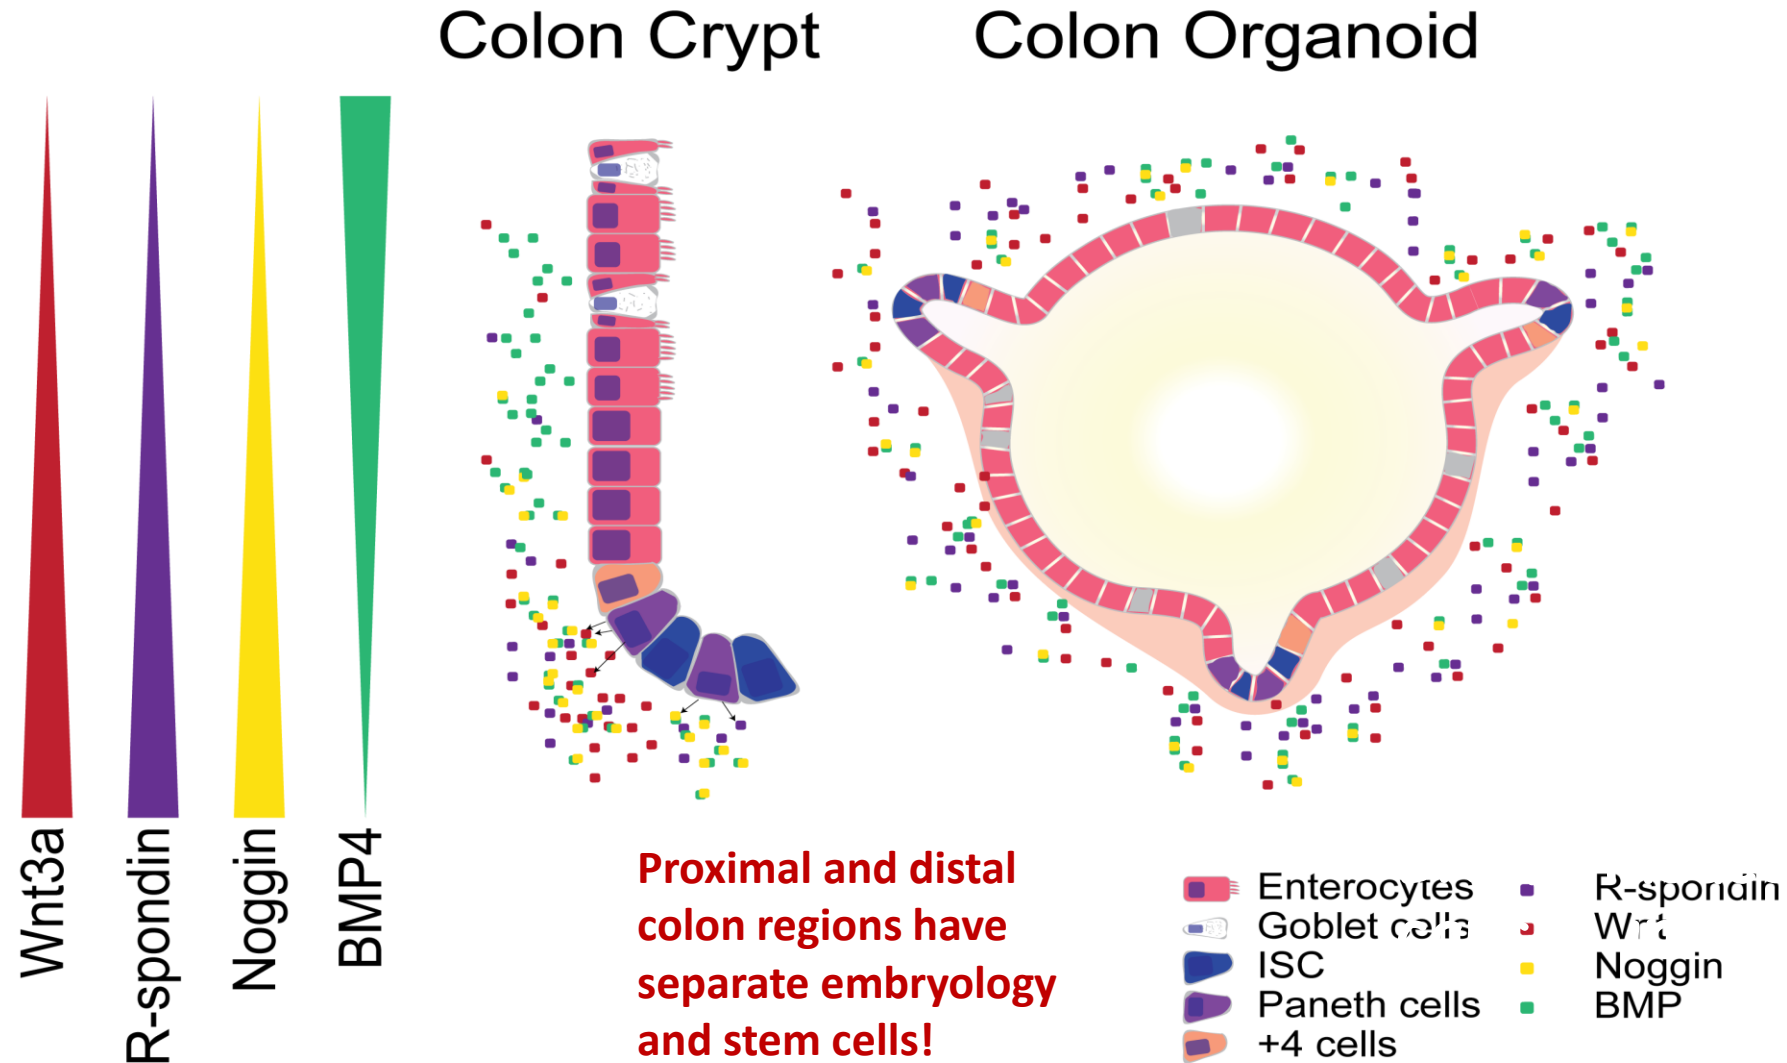 Colon Crypt
Colon Organoid
Wnt3a
R-spondin
Noggin
BMP4
Proximal and distal
colon regions have
separate embryology
and stem cells!
Enterocytes
Goblet cells
ISC
Paneth cells
+4 cells
R-spondin
Wnt
Noggin
BMP